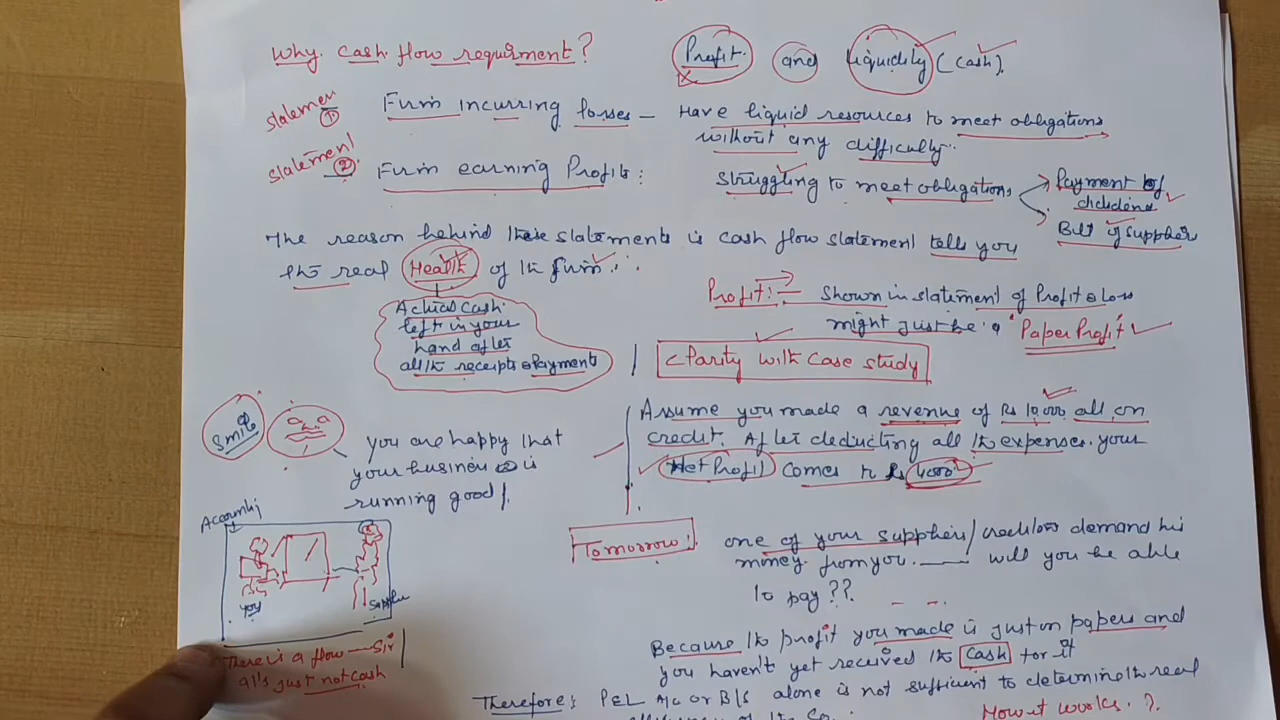 Why cash flow requirment?
Profit and liquidity (cash).
statemen ①
Firm incurring losses – Have liquid resources to meet obligations
without any difficulty..
statement ②
Firm earning Profits: struggling to meet obligations
Payment of
dividend
Bill of supplier
The reason behind these statements is cash flow statement tells you
the real Health of the firm.
Actual cash
left in your
hand after
all the receipts & Payments
Profit: – shown in statement of Profit & Loss
might just be a "Paper Profit"
Clarity with case study
Smile
you are happy that
your business is
running good!
Assume you made a revenue of Rs 10,000 all on
credit. After deducting all the expenses. your
Net Profit comes to Rs 4000
Accounting
you
supplier
There is a flow – Sir
It's just not cash
Tomorrow:
one of your suppliers/creditors demand his
money from you. will you be able
to pay??
Because the profit you made is just on papers and
you haven't yet received the cash for it
Therefore: P&L A/c or B/S alone is not sufficient to determine the real
of the Co.
How it works.?